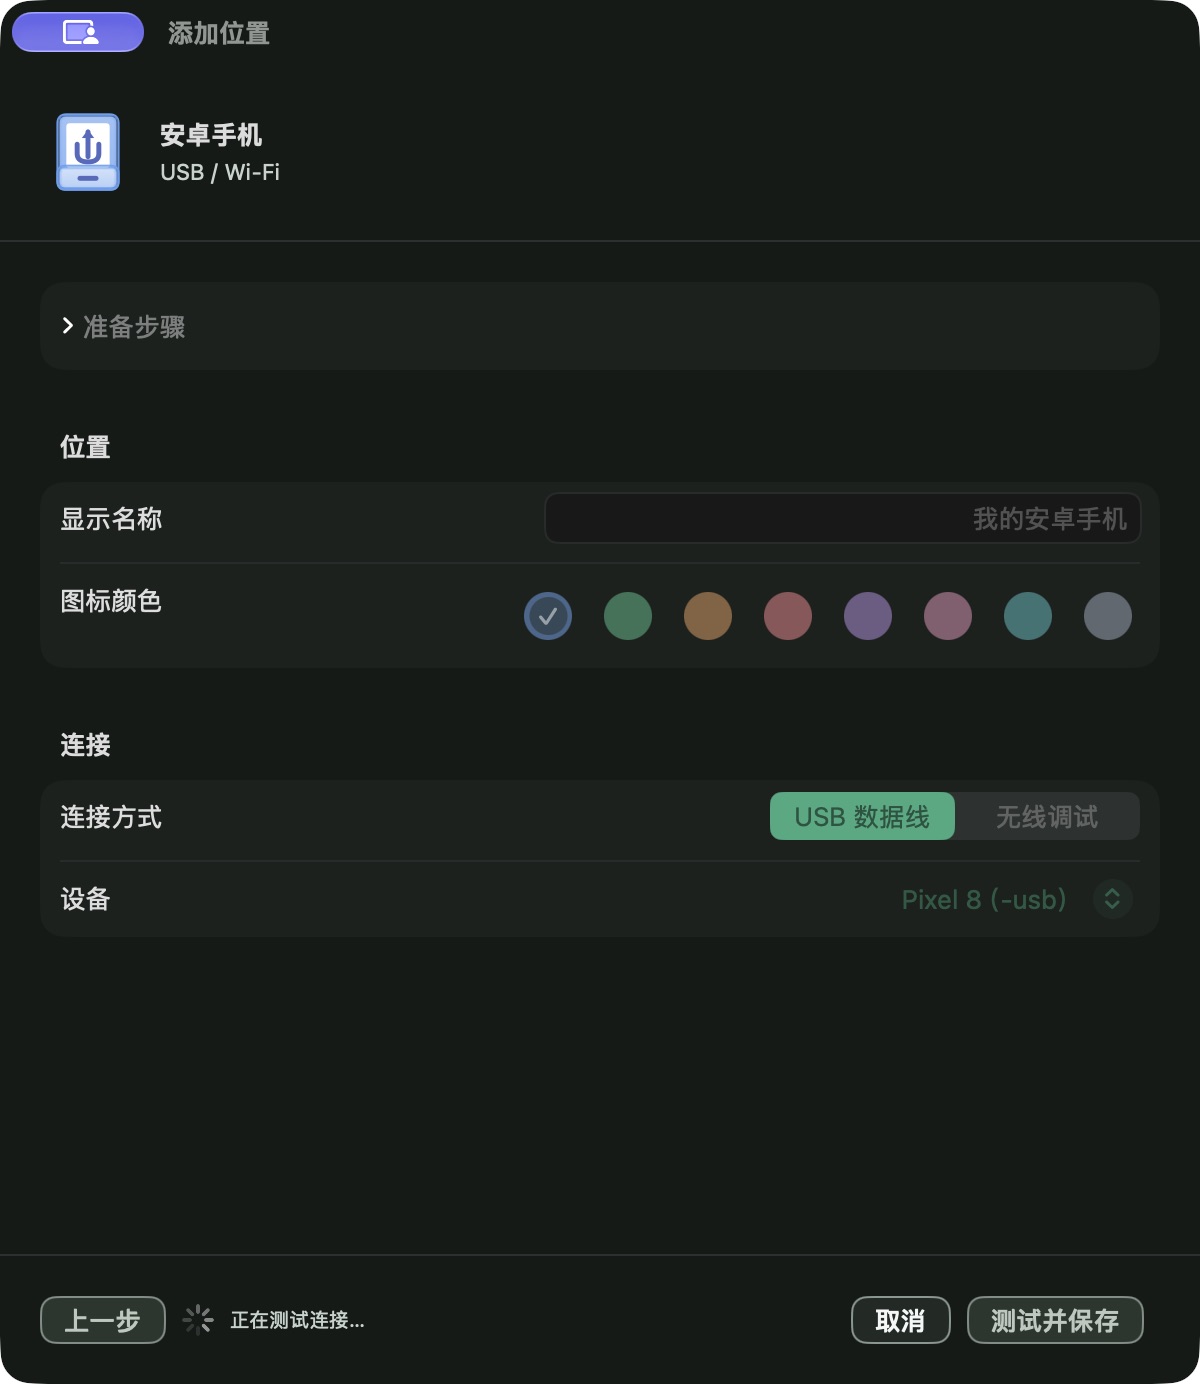 添加位置
安卓手机
USB / Wi-Fi
准备步骤
位置
显示名称 我的安卓手机
图标颜色
连接
连接方式 USB 数据线 无线调试
设备 Pixel 8 (-usb)
上一步 正在测试连接... 取消 测试并保存